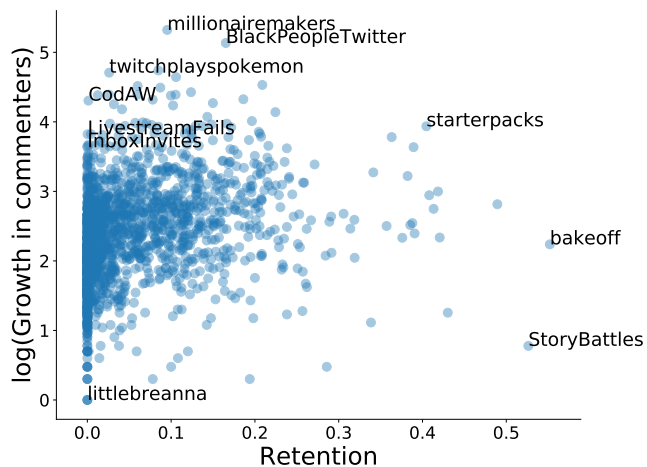 millionairemakers
BlackPeopleTwitter
twitchplayspokemon
CodAW
starterpacks
LivestreamFails
InboxInvites
bakeoff
StoryBattles
littlebreanna
log(Growth in commenters)
5
4
3
2
1
0
0.0 0.1 0.2 0.3 0.4 0.5
Retention